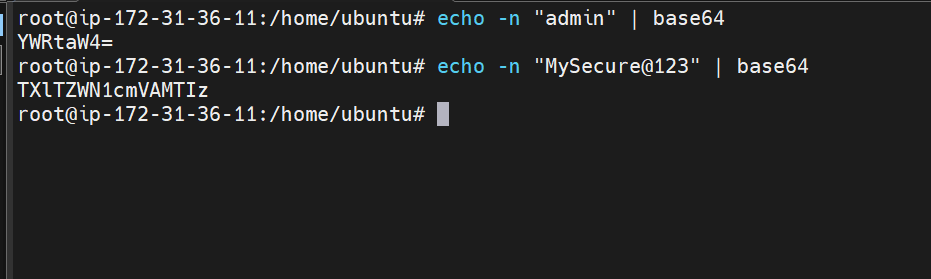 root@ip-172-31-36-11:/home/ubuntu# echo -n "admin" | base64
YWRtaW4=
root@ip-172-31-36-11:/home/ubuntu# echo -n "MySecure@123" | base64
TXlTZWN1cmVAMTIz
root@ip-172-31-36-11:/home/ubuntu#